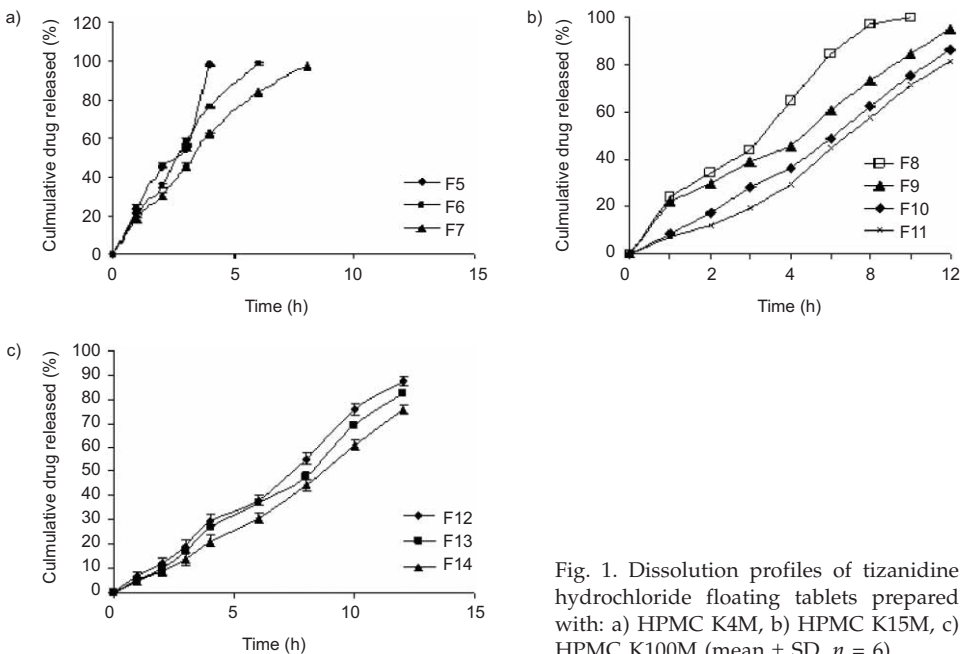 a)
Culmulative drug released (%)
120
100
80
60
40
20
0
0 5 10 15
Time (h)
F5
F6
F7
b)
Culmulative drug released (%)
100
80
60
40
20
0
0 2 4 8 12
Time (h)
F8
F9
F10
F11
c)
Culmulative drug released (%)
100
90
80
70
60
50
40
30
20
10
0
0 5 10 15
Time (h)
F12
F13
F14
Fig. 1. Dissolution profiles of tizanidine
hydrochloride floating tablets prepared
with: a) HPMC K4M, b) HPMC K15M, c)
HPMC K100M (mean ± SD, n = 6)